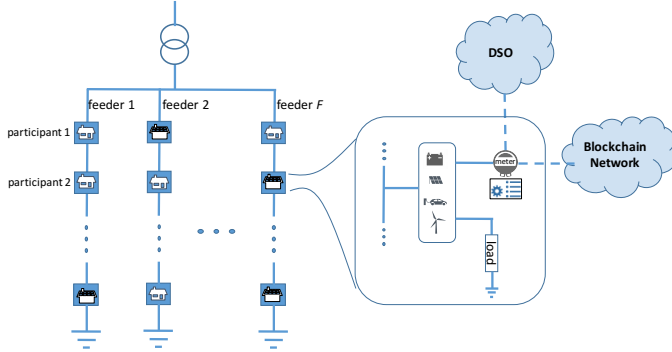 DSO
feeder 1
feeder 2
feeder F
participant 1
participant 2
meter
Blockchain
Network
load